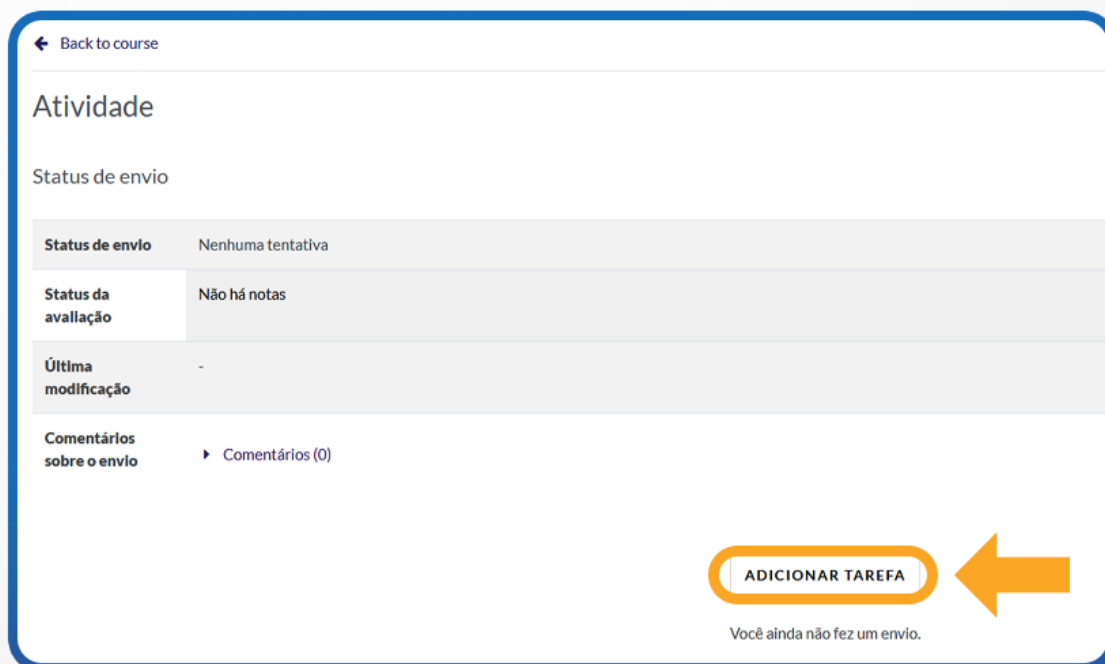 Back to course
Atividade
Status de envio
Status de envio Nenhuma tentativa
Status da Não há notas
avaliação
Última -
modificação
Comentários
sobre o envio Comentários (0)
ADICIONAR TAREFA
Você ainda não fez um envio.